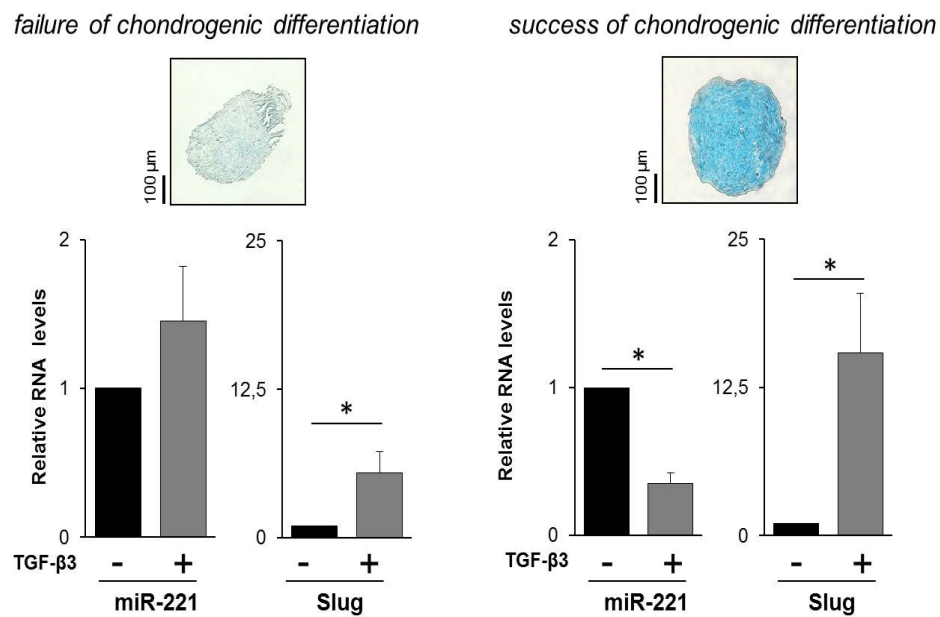 failure of chondrogenic differentiation
100 µm
2
1
0
Relative RNA levels
25
12,5
0
*
TGF-β3
- +
miR-221
- +
Slug
success of chondrogenic differentiation
100 µm
2
1
0
Relative RNA levels
*
25
12,5
0
*
TGF-β3
- +
miR-221
- +
Slug